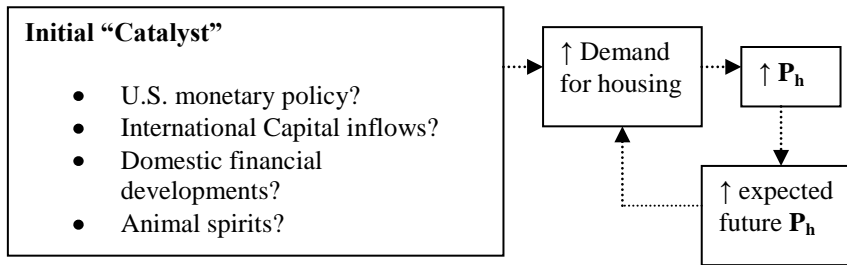 Initial “Catalyst”
• U.S. monetary policy?
• International Capital inflows?
• Domestic financial
developments?
• Animal spirits?
↑ Demand
for housing
↑ Pₕ
↑ expected
future Pₕ